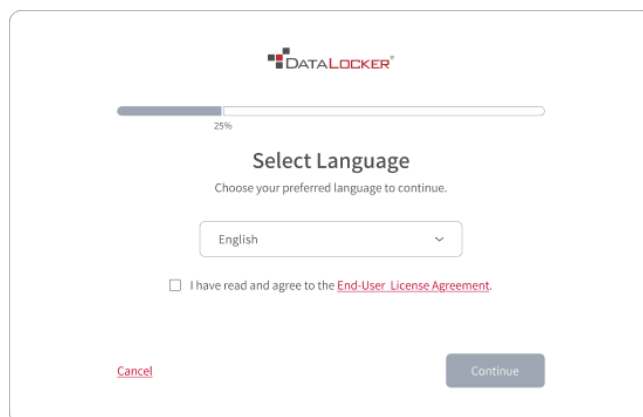 DATALOCKER®
25%
Select Language
Choose your preferred language to continue.
English
I have read and agree to the End-User License Agreement.
Cancel
Continue